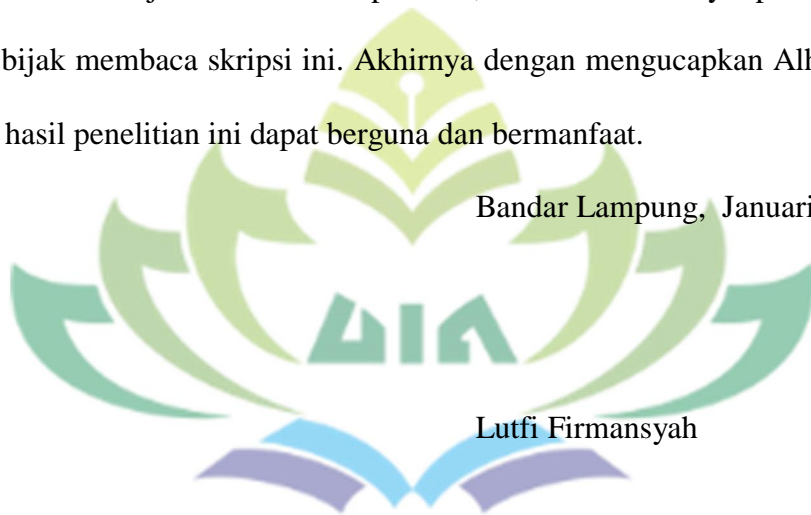 bijak membaca skripsi ini. Akhirnya dengan mengucapkan
hasil penelitian ini dapat berguna dan bermanfaat.
Bandar Lampung, Januari
UIN
Lutfi Firmansyah